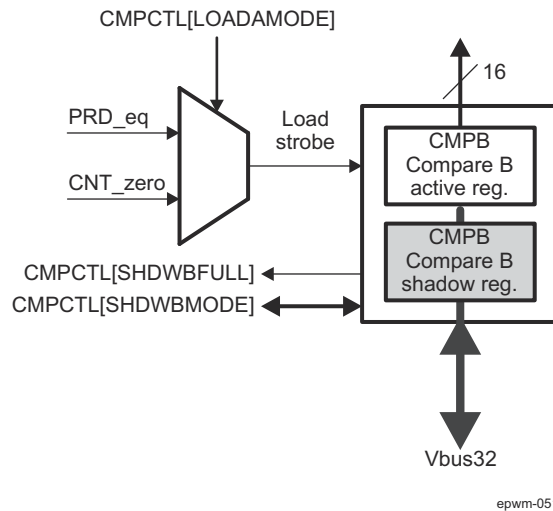 CMPCTL[LOADAMODE]
16
PRD_eq
CNT_zero
Load
strobe
CMPB
Compare B
active reg.
CMPB
Compare B
shadow reg.
CMPCTL[SHDWBFULL]
CMPCTL[SHDWBMODE]
Vbus32
epwm-05